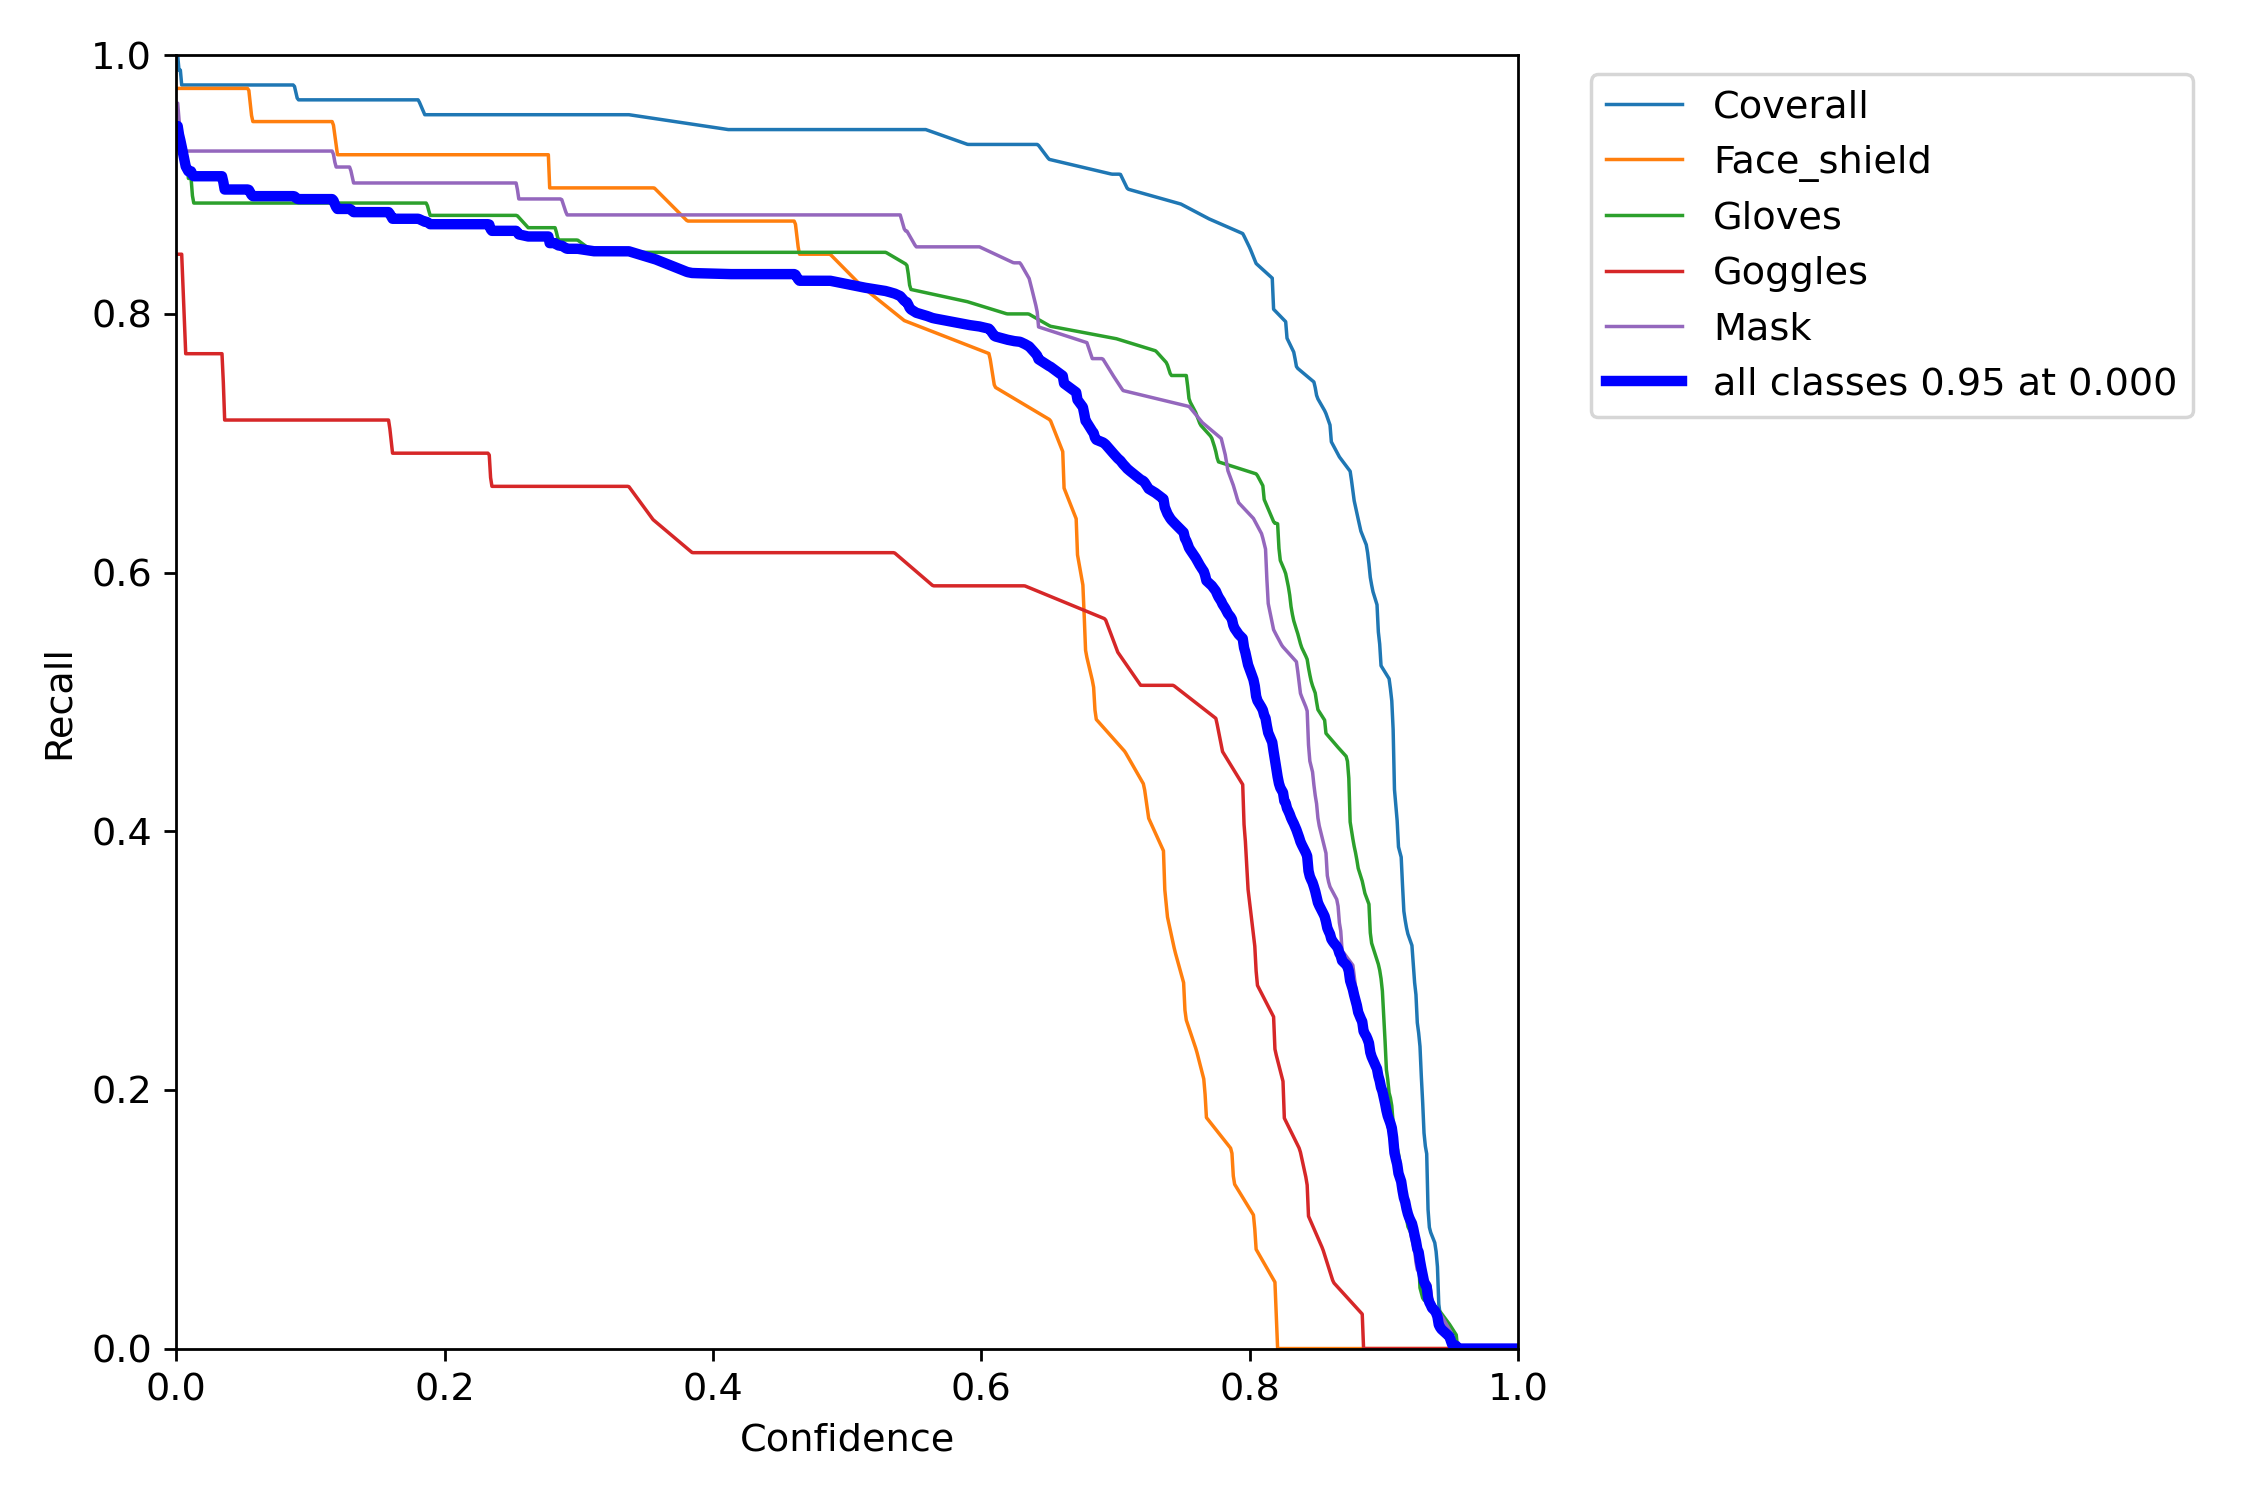 1.0
0.8
0.6
0.4
0.2
0.0
0.0 0.2 0.4 0.6 0.8 1.0
Recall
Confidence
Coverall
Face_shield
Gloves
Goggles
Mask
all classes 0.95 at 0.000